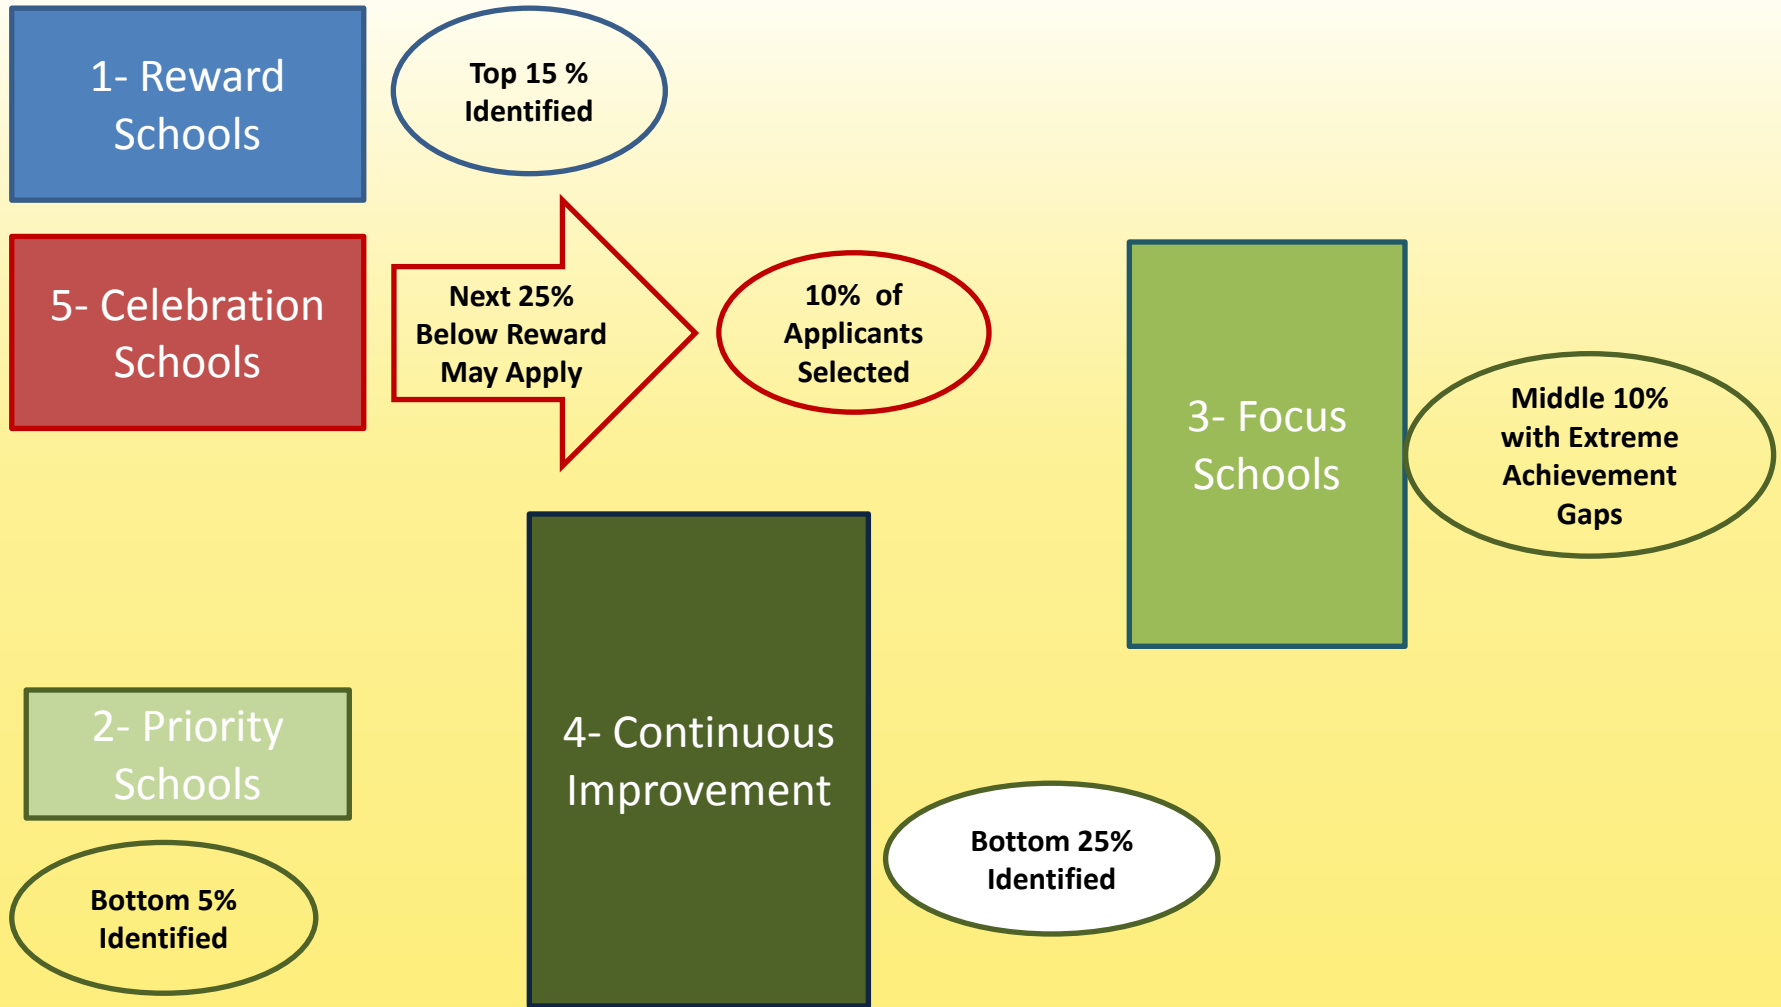 1- Reward
Schools
Top 15 %
Identified
5- Celebration
Schools
Next 25%
Below Reward
May Apply
10%  of
Applicants
Selected
3- Focus
Schools
Middle 10%
with Extreme
Achievement
Gaps
2- Priority
Schools
Bottom 5%
Identified
4- Continuous
Improvement
Bottom 25%
Identified